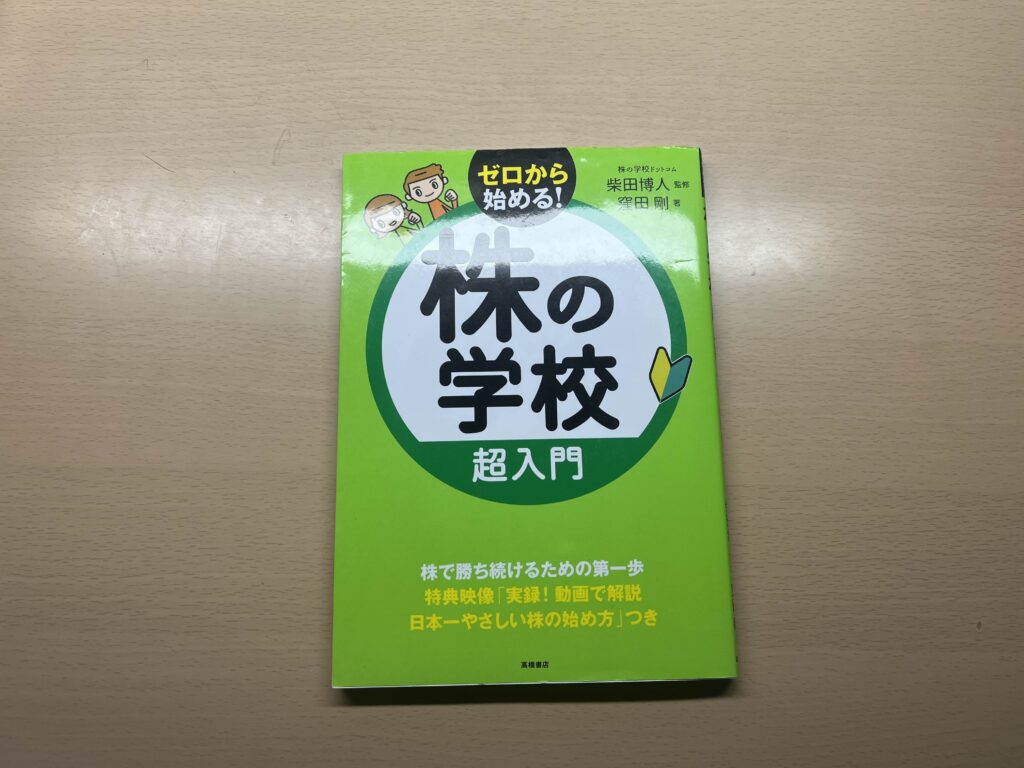 ゼロから
始める!
株の学校ドットコム
柴田博人 監修
窪田 剛 著
株の
学校
超入門
株で勝ち続けるための第一歩
特典映像「実録!動画で解説
日本一やさしい株の始め方」つき
高橋書店